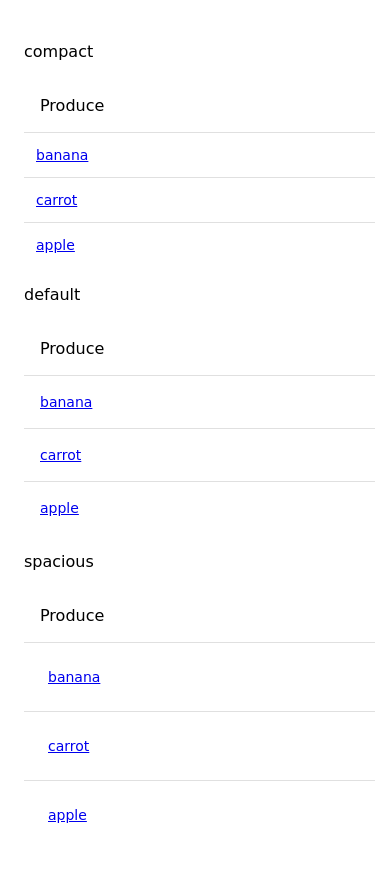 compact
Produce
banana
carrot
apple
default
Produce
banana
carrot
apple
spacious
Produce
banana
carrot
apple